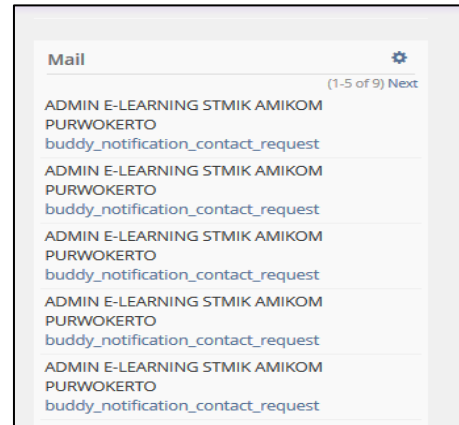 Mail
(1-5 of 9) Next
ADMIN E-LEARNING STMIK AMIKOM
PURWOKERTO
buddy_notification_contact_request
ADMIN E-LEARNING STMIK AMIKOM
PURWOKERTO
buddy_notification_contact_request
ADMIN E-LEARNING STMIK AMIKOM
PURWOKERTO
buddy_notification_contact_request
ADMIN E-LEARNING STMIK AMIKOM
PURWOKERTO
buddy_notification_contact_request
ADMIN E-LEARNING STMIK AMIKOM
PURWOKERTO
buddy_notification_contact_request